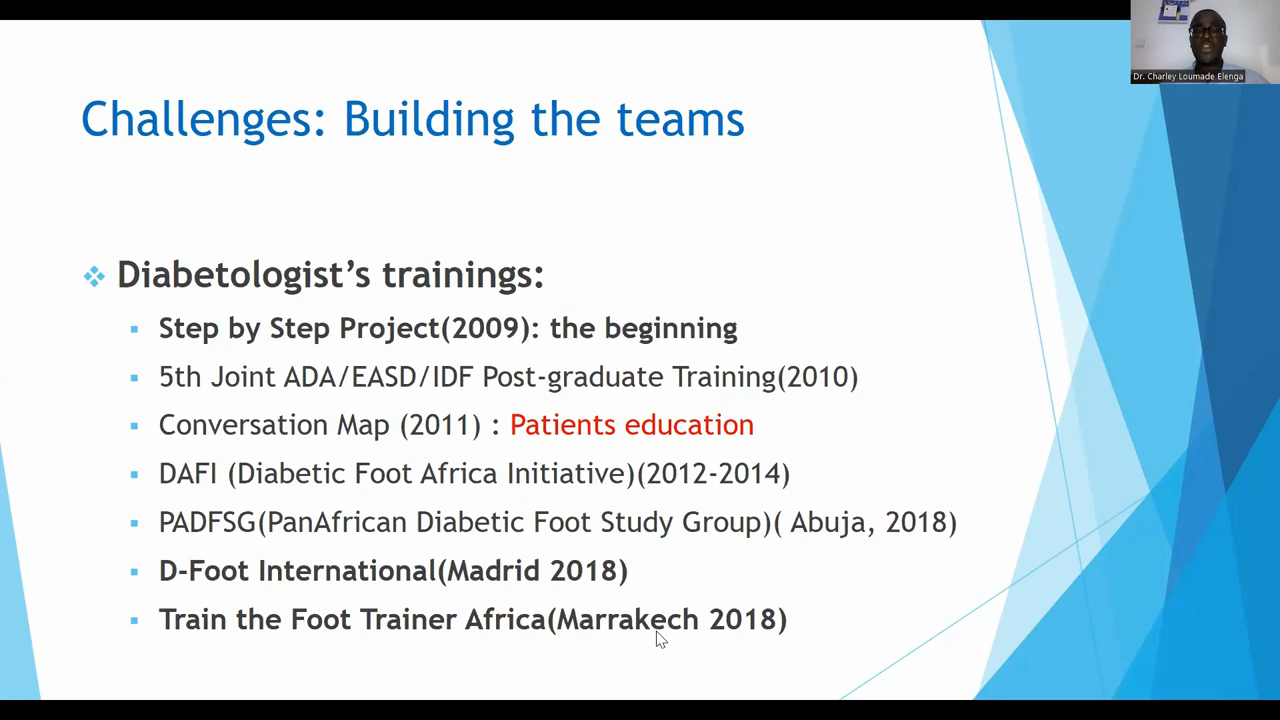 Dr. Charley Loumade Elenga
Challenges: Building the teams
Diabetologist’s trainings:
Step by Step Project(2009): the beginning
5th Joint ADA/EASD/IDF Post-graduate Training(2010)
Conversation Map (2011) : Patients education
DAFI (Diabetic Foot Africa Initiative)(2012-2014)
PADFSG(PanAfrican Diabetic Foot Study Group)( Abuja, 2018)
D-Foot International(Madrid 2018)
Train the Foot Trainer Africa(Marrakech 2018)